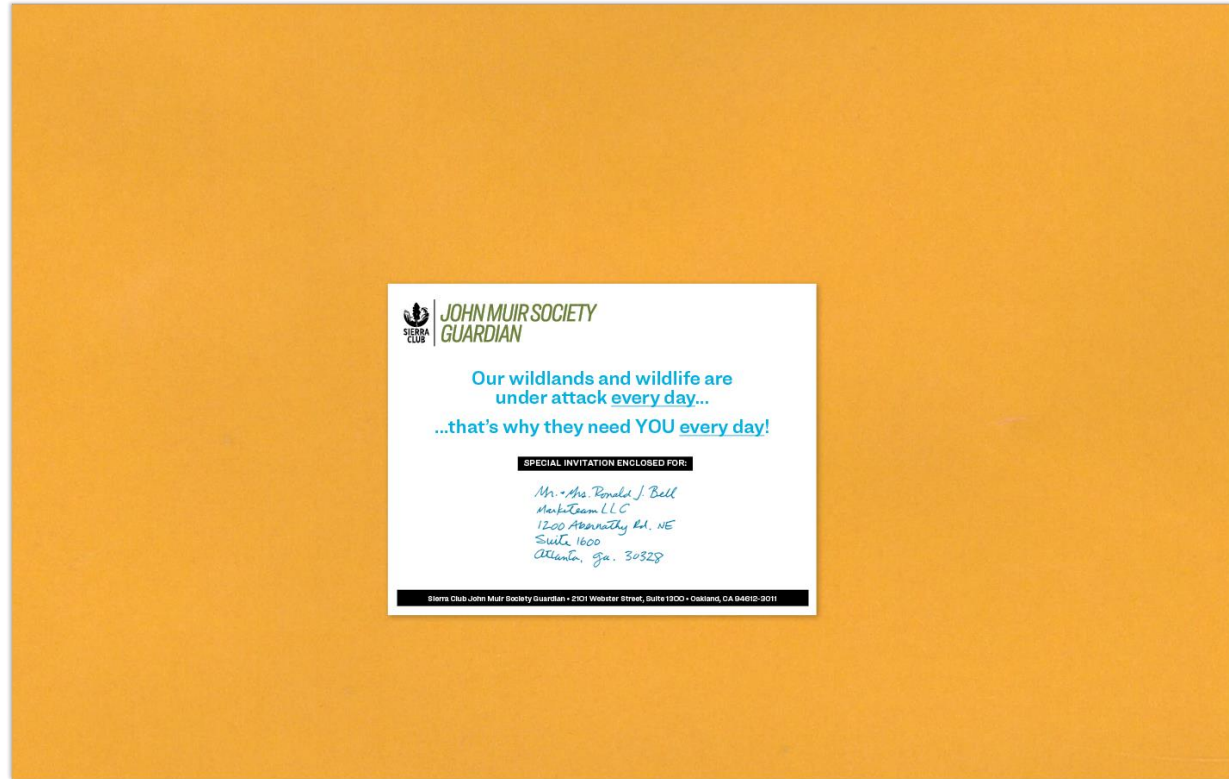 SIERRA
CLUB
JOHN MUIR SOCIETY
GUARDIAN
Our wildlands and wildlife are
under attack every day...
...that's why they need YOU every day!
SPECIAL INVITATION ENCLOSED FOR:
Mr. + Mrs. Ronald J. Bell
Marketeam LLC
1200 Abernathy Rd. NE
Suite 1600
Atlanta, ga. 30328
Sierra Club John Muir Society Guardian • 2101 Webster Street, Suite 1300 • Oakland, CA 94612-3011